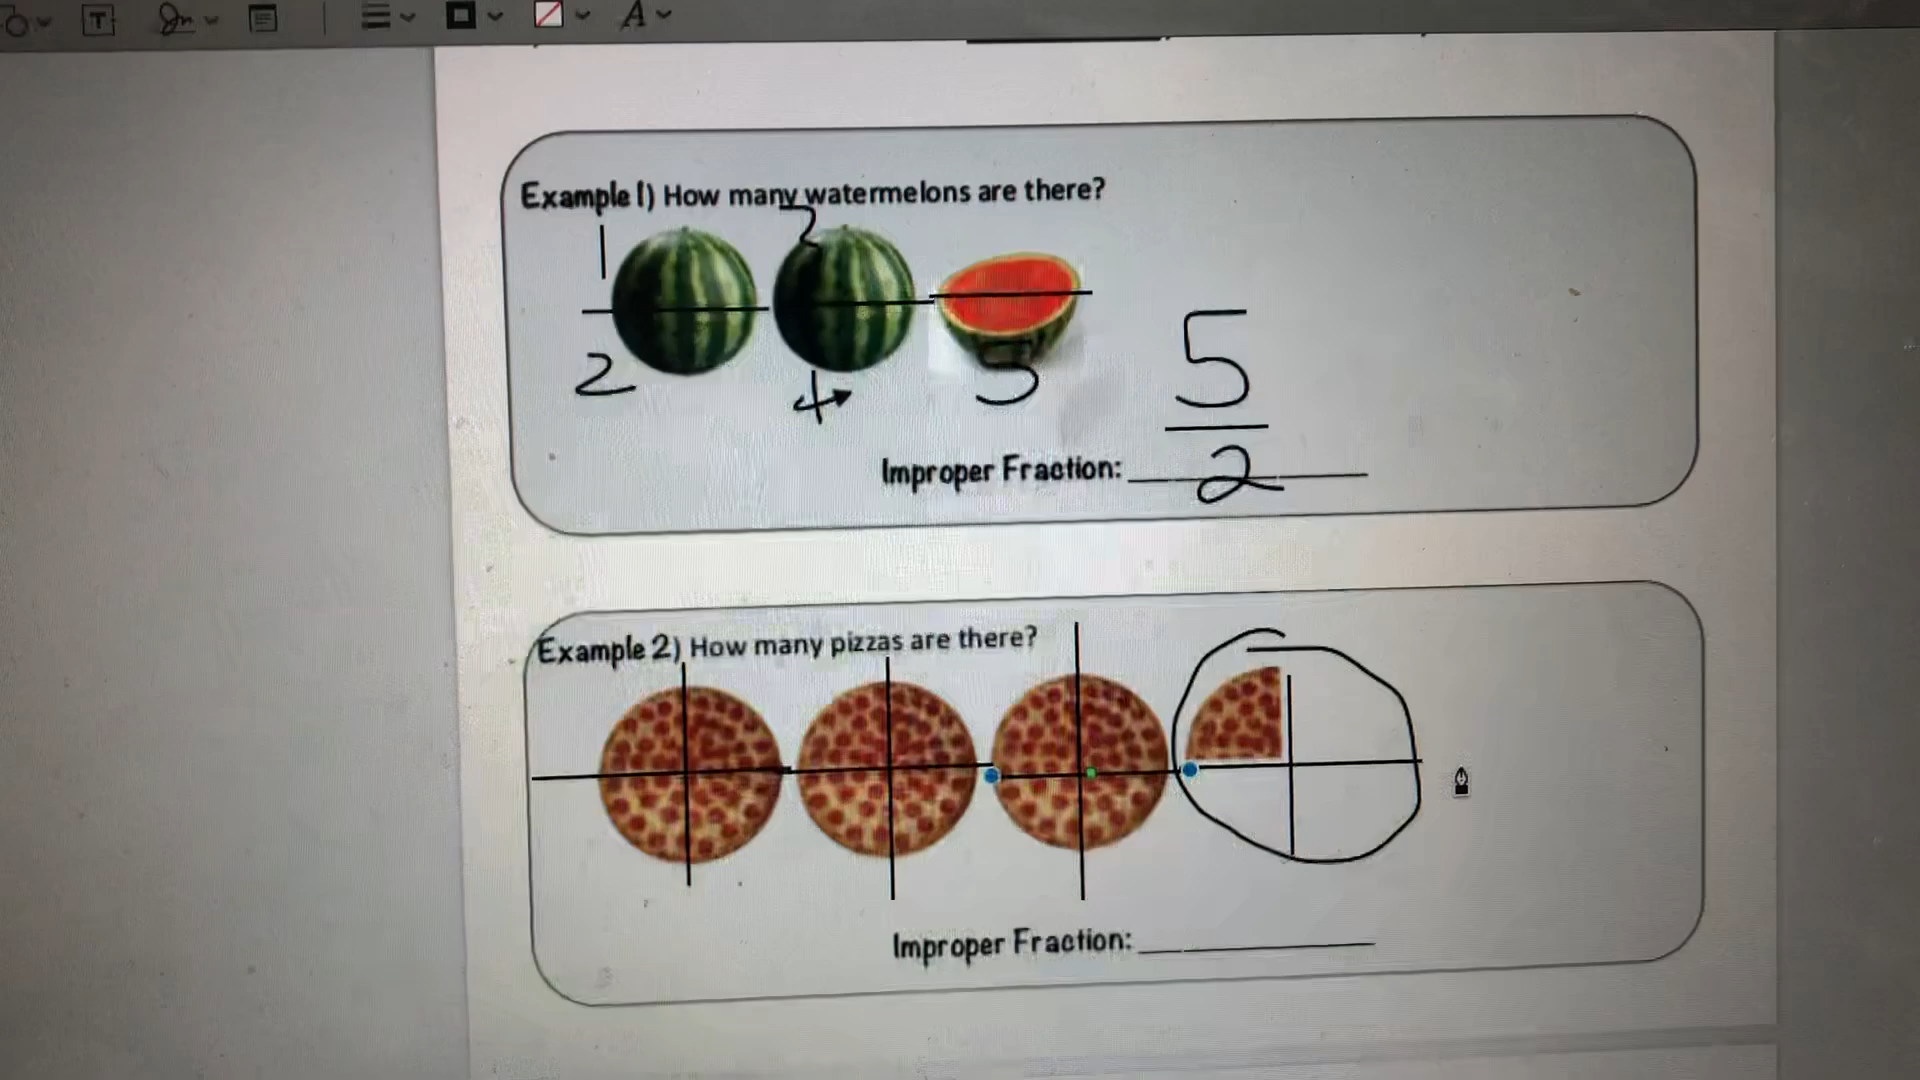 Example 1) How many watermelons are there?
1
2
4
5
5
2
Improper Fraction:
Example 2) How many pizzas are there?
Improper Fraction: